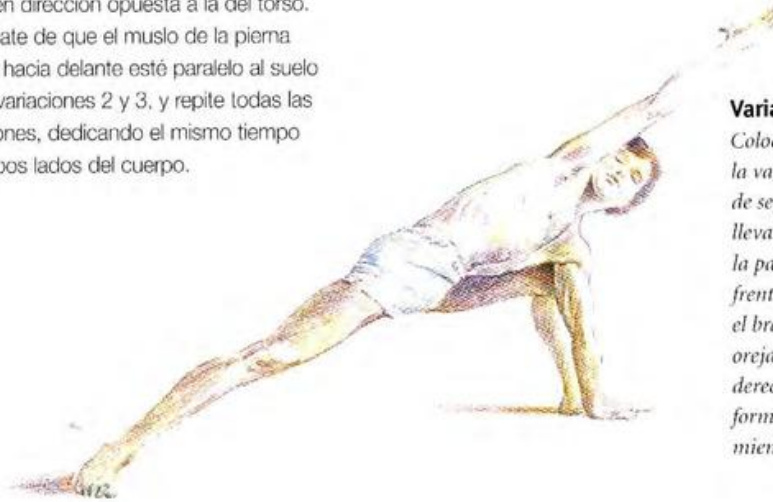 en dirección opuesta a la del torso.
ate de que el muslo de la pierna
hacia delante esté paralelo al suelo
variaciones 2 y 3, y repite todas las
ones, dedicando el mismo tiempo
bos lados del cuerpo.
Varia
Coloc
la va
de se
lleva
la pa
frent
el bra
oreja
derec
form
mien